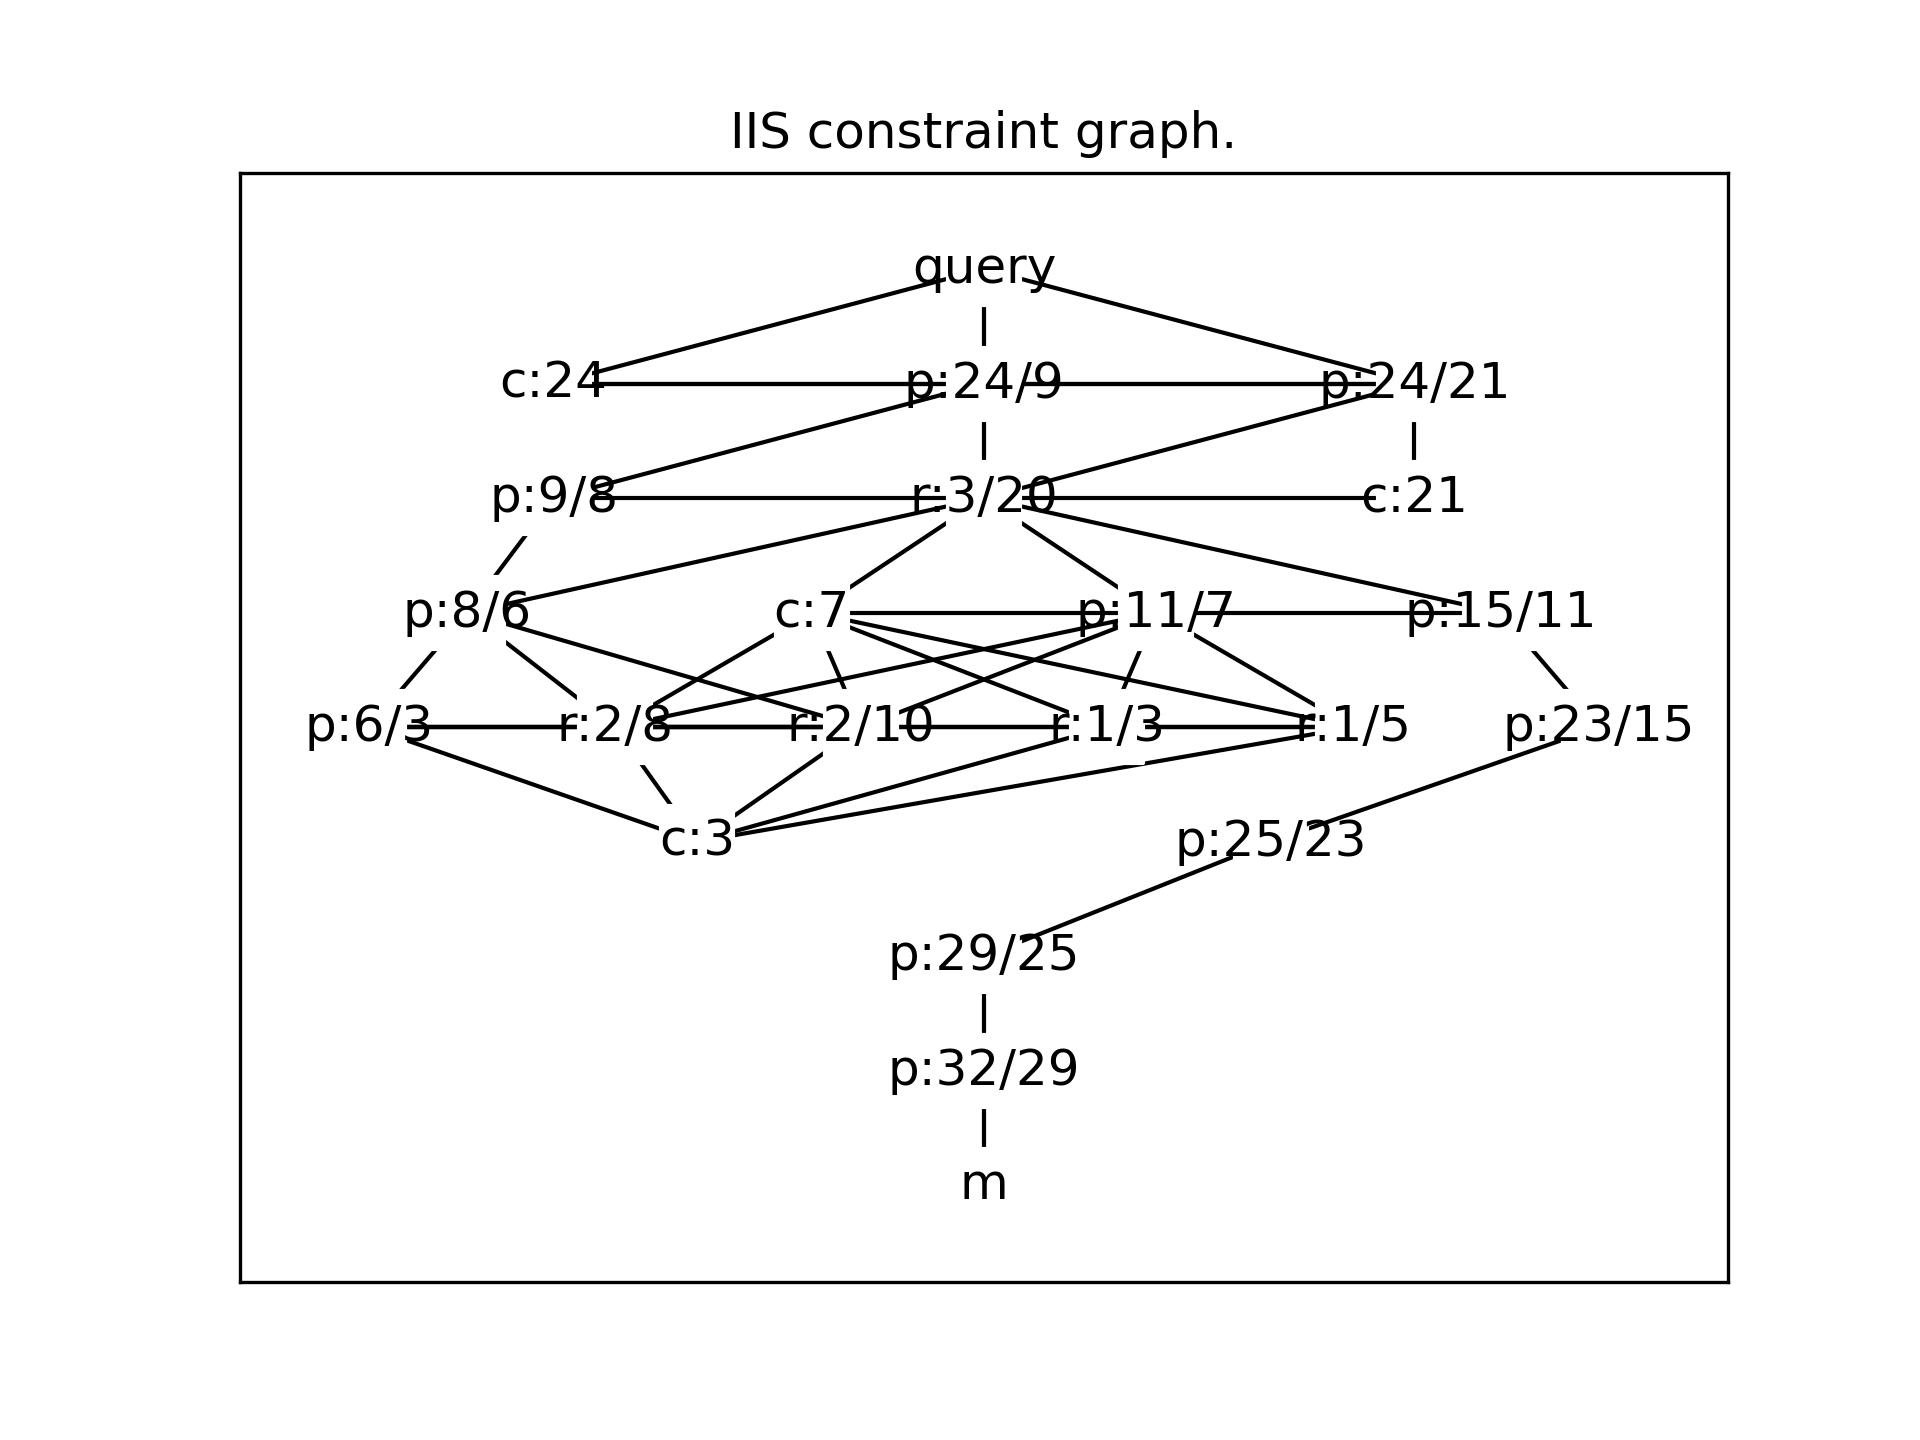 IIS constraint graph.
query
c:24 p:24/9 p:24/21
p:9/8 r:3/20 c:21
p:8/6 c:7 p:11/7 p:15/11
p:6/3 r:2/8 r:2/10 r:1/3 r:1/5 p:23/15
c:3 p:25/23
p:29/25
p:32/29
m